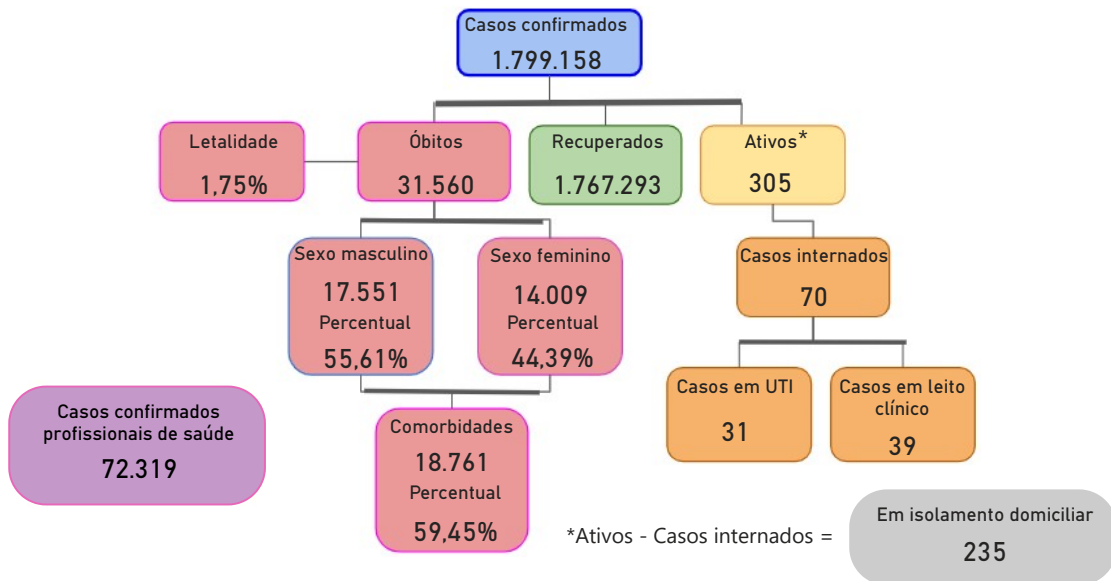 Casos confirmados
1.799.158
Letalidade
1,75%
Óbitos
31.560
Recuperados
1.767.293
Ativos*
305
Sexo masculino
17.551
Percentual
55,61%
Sexo feminino
14.009
Percentual
44,39%
Casos internados
70
Casos em UTI
31
Casos em leito
clínico
39
Casos confirmados
profissionais de saúde
72.319
Comorbidades
18.761
Percentual
59,45%
*Ativos - Casos internados =
Em isolamento domiciliar
235